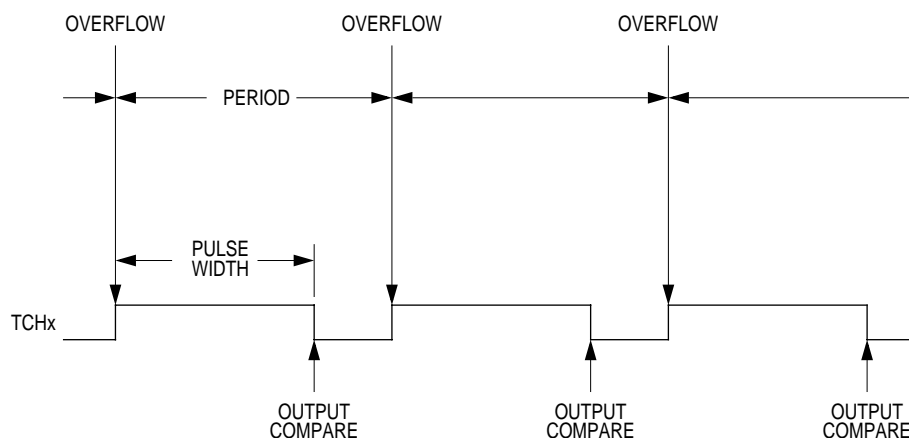 OVERFLOW
OVERFLOW
OVERFLOW
PERIOD
PULSE
WIDTH
TCHx
OUTPUT
COMPARE
OUTPUT
COMPARE
OUTPUT
COMPARE